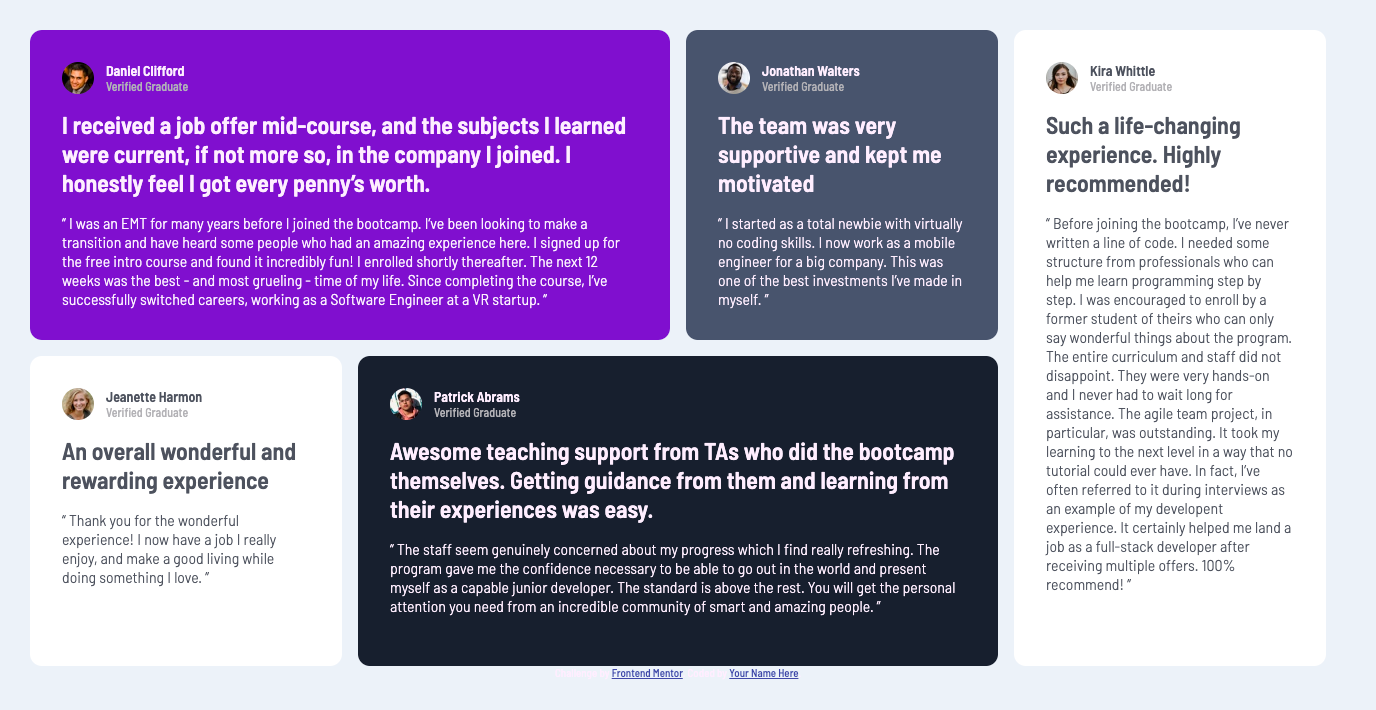 Daniel Clifford
Verified Graduate
I received a job offer mid-course, and the subjects I learned
were current, if not more so, in the company I joined. I
honestly feel I got every penny’s worth.
“ I was an EMT for many years before I joined the bootcamp. I’ve been looking to make a
transition and have heard some people who had an amazing experience here. I signed up for
the free intro course and found it incredibly fun! I enrolled shortly thereafter. The next 12
weeks was the best - and most grueling - time of my life. Since completing the course, I’ve
successfully switched careers, working as a Software Engineer at a VR startup. ”
Jonathan Walters
Verified Graduate
The team was very
supportive and kept me
motivated
“ I started as a total newbie with virtually
no coding skills. I now work as a mobile
engineer for a big company. This was
one of the best investments I’ve made in
myself. ”
Kira Whittle
Verified Graduate
Such a life-changing
experience. Highly
recommended!
“ Before joining the bootcamp, I’ve never
written a line of code. I needed some
structure from professionals who can
help me learn programming step by
step. I was encouraged to enroll by a
former student of theirs who can only
say wonderful things about the program.
The entire curriculum and staff did not
disappoint. They were very hands-on
and I never had to wait long for
assistance. The agile team project, in
particular, was outstanding. It took my
learning to the next level in a way that no
tutorial could ever have. In fact, I’ve
often referred to it during interviews as
an example of my developent
experience. It certainly helped me land a
job as a full-stack developer after
receiving multiple offers. 100%
recommend! ”
Jeanette Harmon
Verified Graduate
An overall wonderful and
rewarding experience
“ Thank you for the wonderful
experience! I now have a job I really
enjoy, and make a good living while
doing something I love. ”
Patrick Abrams
Verified Graduate
Awesome teaching support from TAs who did the bootcamp
themselves. Getting guidance from them and learning from
their experiences was easy.
“ The staff seem genuinely concerned about my progress which I find really refreshing. The
program gave me the confidence necessary to be able to go out in the world and present
myself as a capable junior developer. The standard is above the rest. You will get the personal
attention you need from an incredible community of smart and amazing people. ”
Frontend Mentor Your Name Here